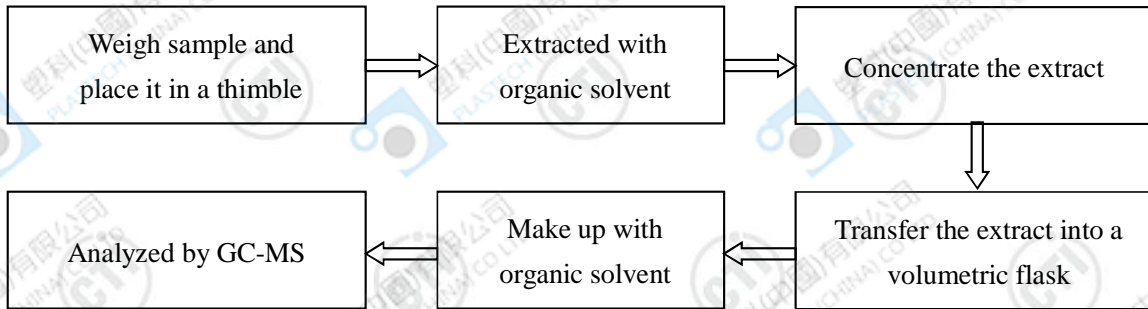 Weigh sample and
place it in a thimble
Extracted with
organic solvent
Concentrate the extract
Transfer the extract into a
volumetric flask
Make up with
organic solvent
Analyzed by GC-MS